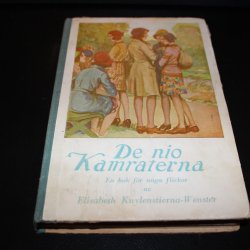 De nio
Kamraterna
En bok för unga flickor
av
Elisabeth Kuylenstierna-Wenster